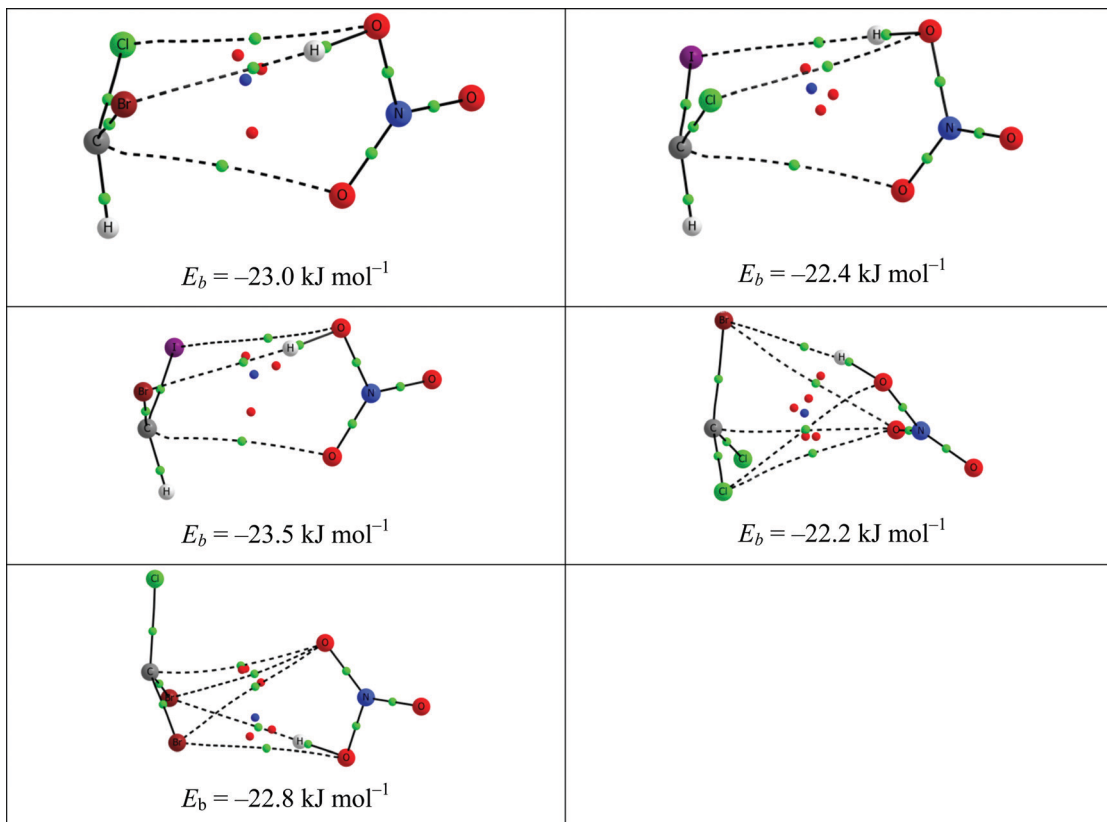 Cl
O
H
Br
O
C
N
O
H
E_b = –23.0 kJ mol⁻¹
H
O
I
Cl
N
O
C
O
H
E_b = –22.4 kJ mol⁻¹
I
O
H
Br
O
N
C
O
H
E_b = –23.5 kJ mol⁻¹
Br
H
O
C
O
N
Cl
O
Cl
E_b = –22.2 kJ mol⁻¹
Cl
O
C
Br
N
O
Br
H
O
E_b = –22.8 kJ mol⁻¹